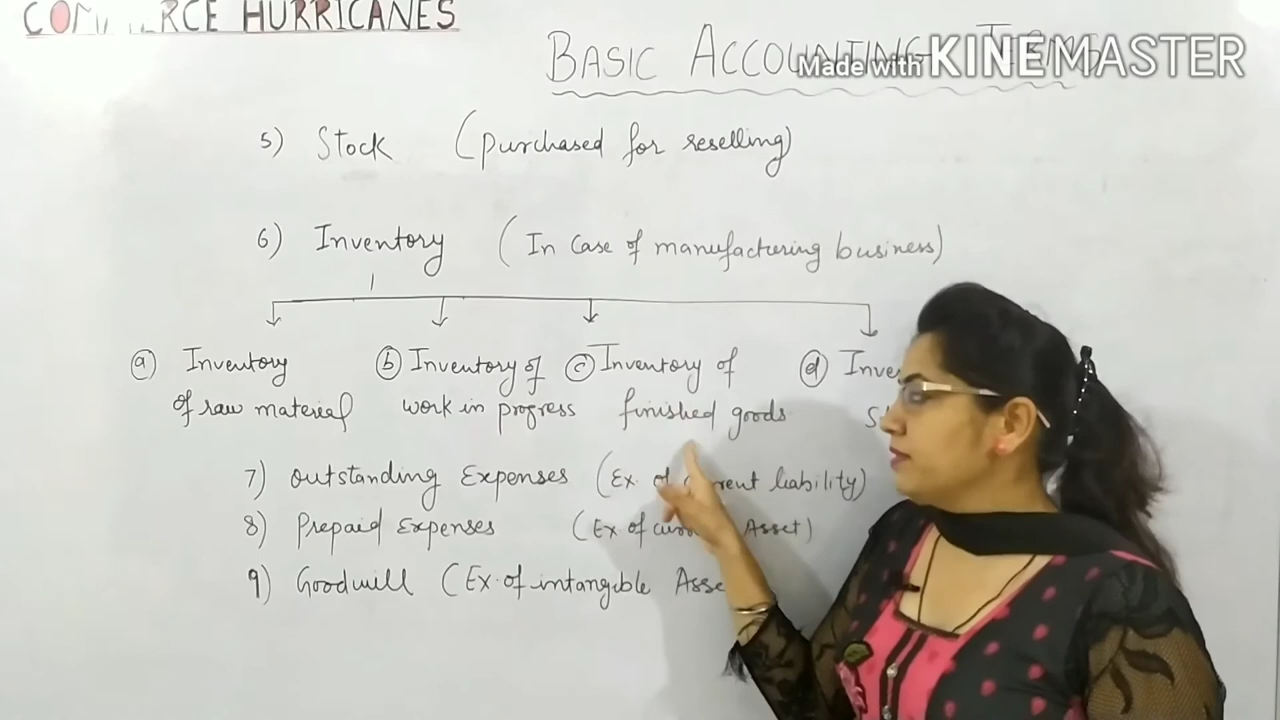 COMMERCE HURRICANES
BASIC ACCOUNTING TERMS
Made with KINEMASTER
5) Stock (purchased for reselling)
6) Inventory (In Case of manufacturing business)
(a) Inventory of raw material
(b) Inventory of work in progress
(c) Inventory of finished goods
(d)
7) Outstanding Expenses (Ex. of current liability)
8) Prepaid Expenses (Ex of current Asset)
9) Goodwill (Ex. of intangible Asse